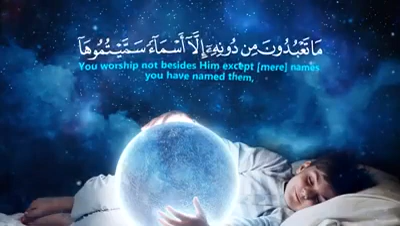 مَا تَعْبُدُونَ مِن دُونِهِۦٓ إِلَّآ أَسْمَآءً سَمَّيْتُمُوهَآ
You worship not besides Him except [mere] names
you have named them,